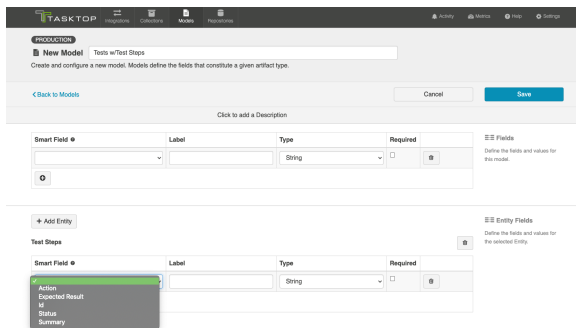 TASKTOP
Integrations
Collections
Models
Repositories
Activity
Metrics
Help
Settings
PRODUCTION
New Model
Tests w/Test Steps
Create and configure a new model. Models define the fields that constitute a given artifact type.
Back to Models
Cancel
Save
Click to add a Description
Smart Field
Label
Type
Required
String
Fields
Define the fields and values for
this model.
+ Add Entity
Test Steps
Entity Fields
Define the fields and values for
the selected Entity.
Smart Field
Label
Type
Required
String
Action
Expected Result
Id
Status
Summary